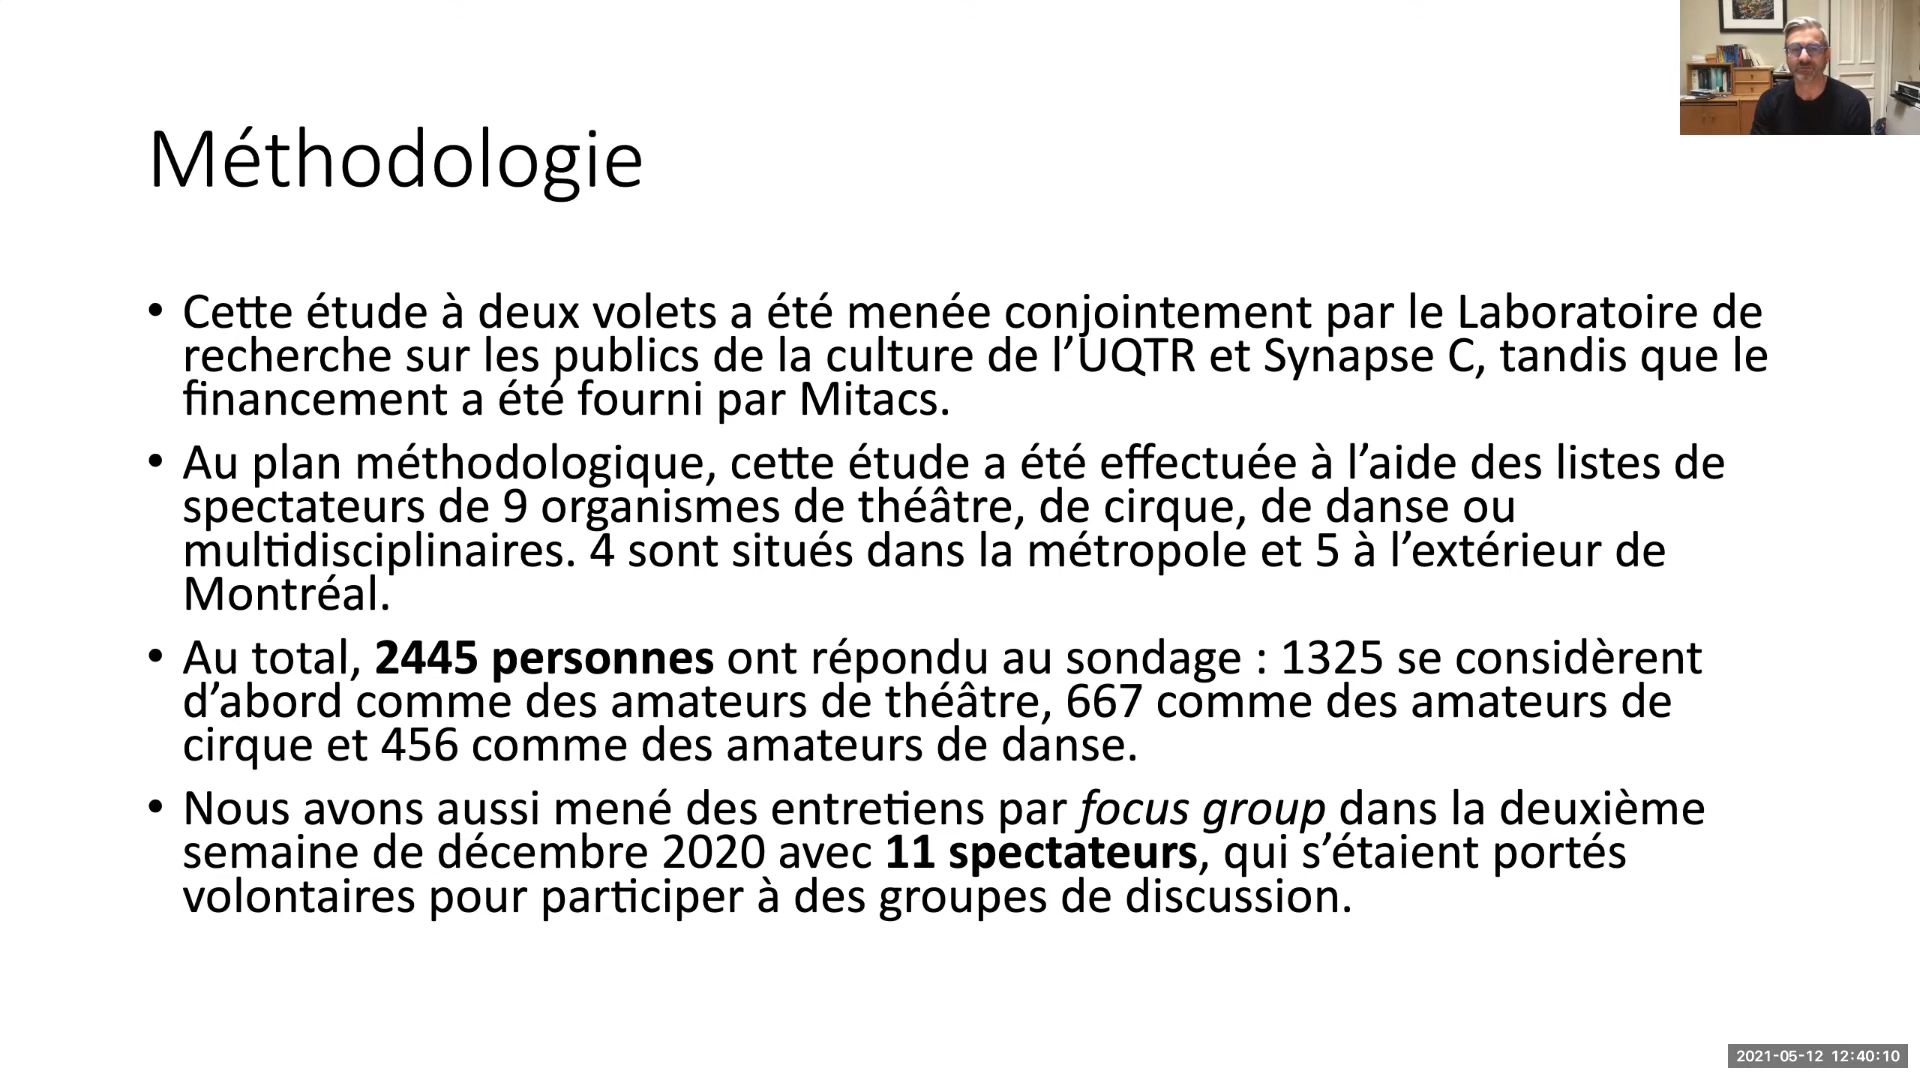 Méthodologie
• Cette étude à deux volets a été menée conjointement par le Laboratoire de
recherche sur les publics de la culture de l’UQTR et Synapse C, tandis que le
financement a été fourni par Mitacs.
• Au plan méthodologique, cette étude a été effectuée à l’aide des listes de
spectateurs de 9 organismes de théâtre, de cirque, de danse ou
multidisciplinaires. 4 sont situés dans la métropole et 5 à l’extérieur de
Montréal.
• Au total, 2445 personnes ont répondu au sondage : 1325 se considèrent
d’abord comme des amateurs de théâtre, 667 comme des amateurs de
cirque et 456 comme des amateurs de danse.
• Nous avons aussi mené des entretiens par focus group dans la deuxième
semaine de décembre 2020 avec 11 spectateurs, qui s’étaient portés
volontaires pour participer à des groupes de discussion.
2021-05-12 12:40:10